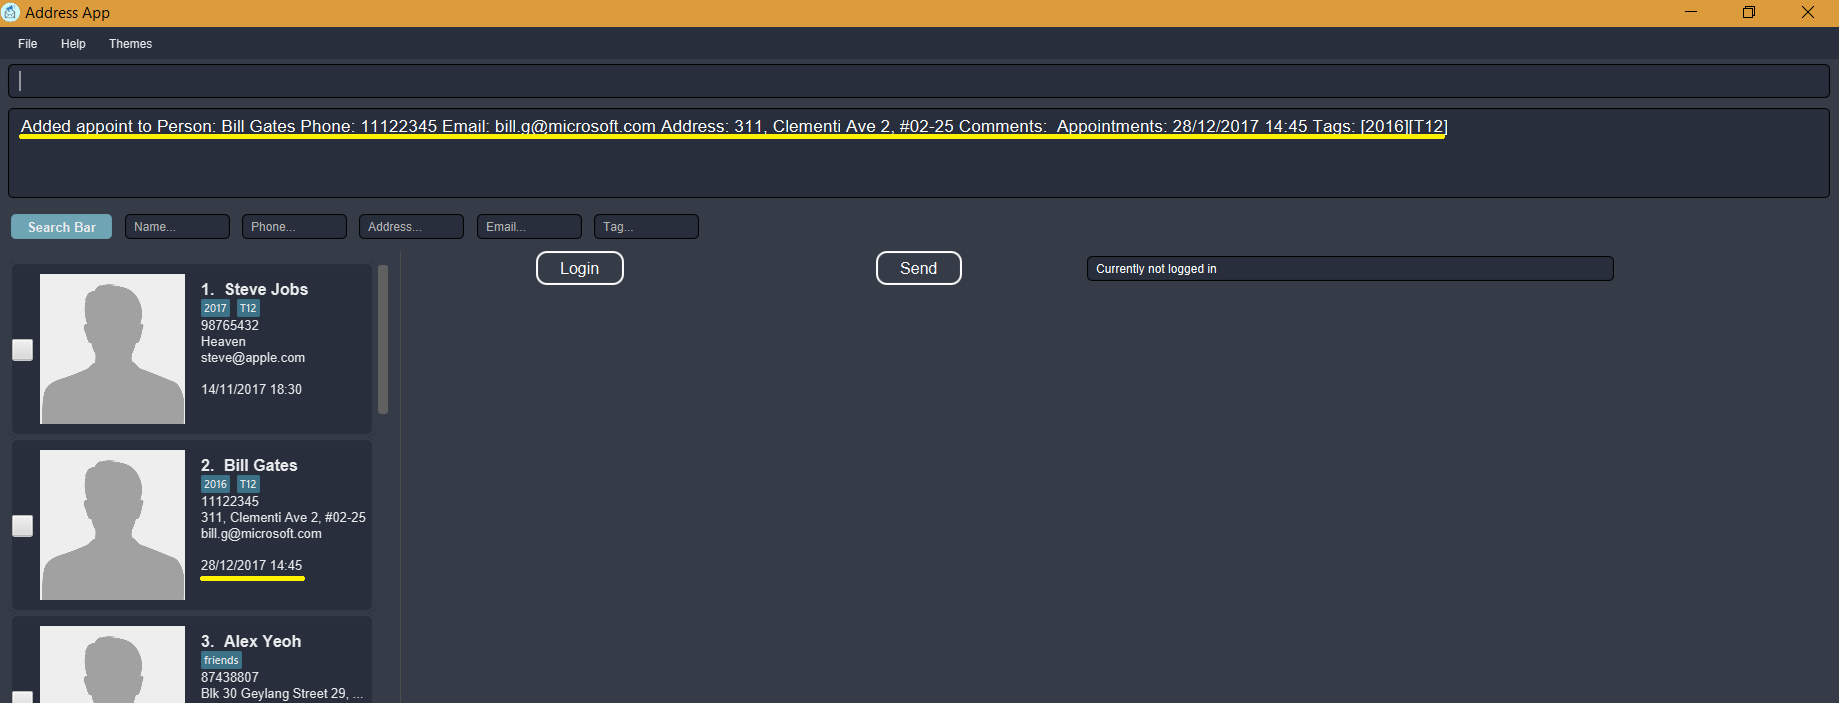 Address App
File Help Themes
Added appoint to Person: Bill Gates Phone: 11122345 Email: bill.g@microsoft.com Address: 311, Clementi Ave 2, #02-25 Comments:  Appointments: 28/12/2017 14:45 Tags: [2016][T12]
Search Bar Name... Phone... Address... Email... Tag...
Login Send Currently not logged in
1. Steve Jobs
2017 T12
98765432
Heaven
steve@apple.com
14/11/2017 18:30
2. Bill Gates
2016 T12
11122345
311, Clementi Ave 2, #02-25
bill.g@microsoft.com
28/12/2017 14:45
3. Alex Yeoh
friends
87438807
Blk 30 Geylang Street 29, ...